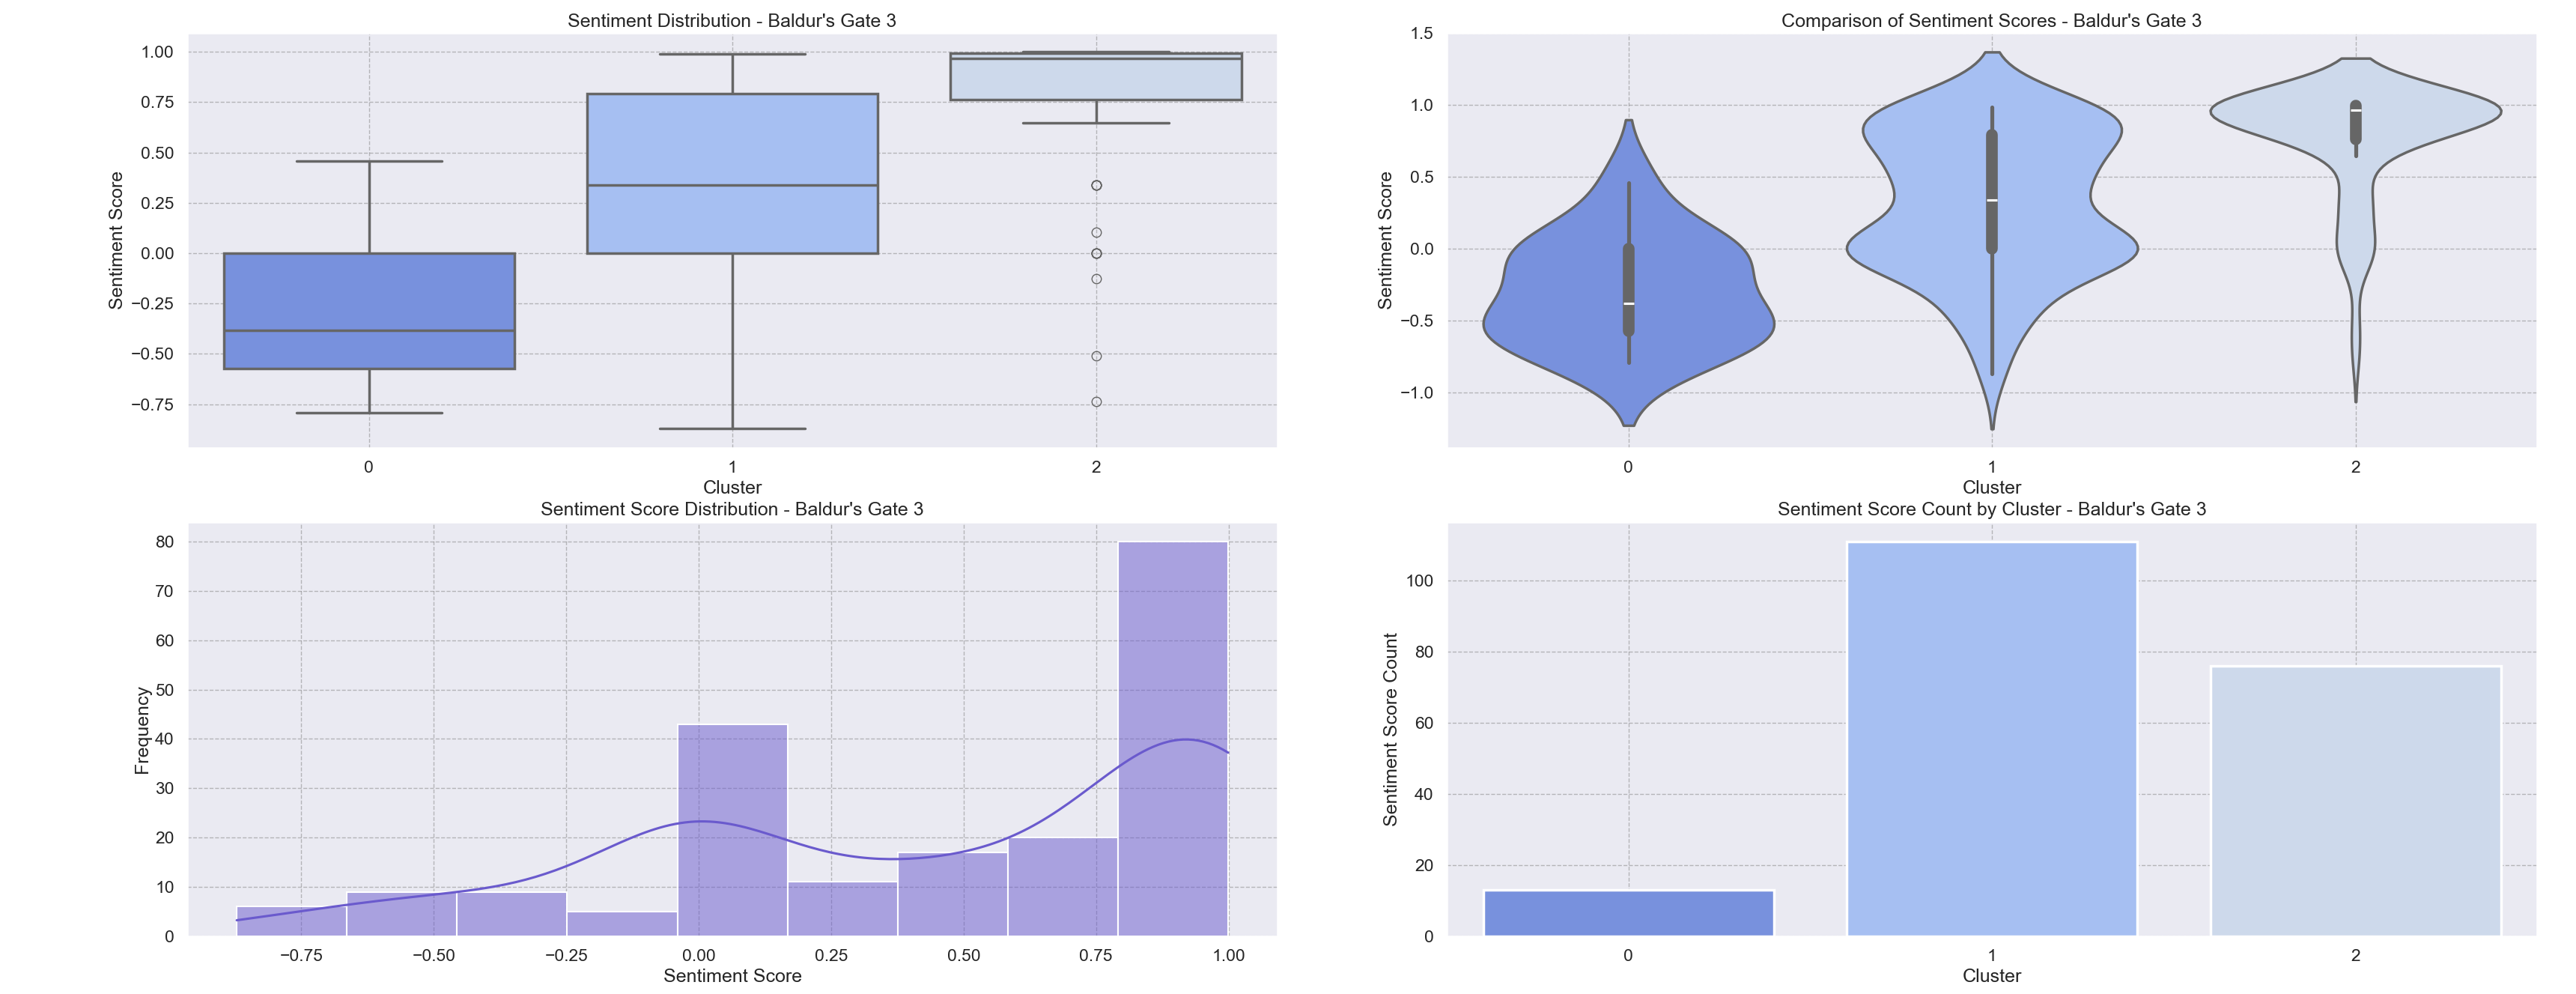 Sentiment Distribution - Baldur's Gate 3
Sentiment Score
1.00
0.75
0.50
0.25
0.00
−0.25
−0.50
−0.75
0 1 2
Cluster
Comparison of Sentiment Scores - Baldur's Gate 3
Sentiment Score
1.5
1.0
0.5
0.0
−0.5
−1.0
0 1 2
Cluster
Sentiment Score Distribution - Baldur's Gate 3
Frequency
80
70
60
50
40
30
20
10
0
−0.75 −0.50 −0.25 0.00 0.25 0.50 0.75 1.00
Sentiment Score
Sentiment Score Count by Cluster - Baldur's Gate 3
Sentiment Score Count
100
80
60
40
20
0
0 1 2
Cluster